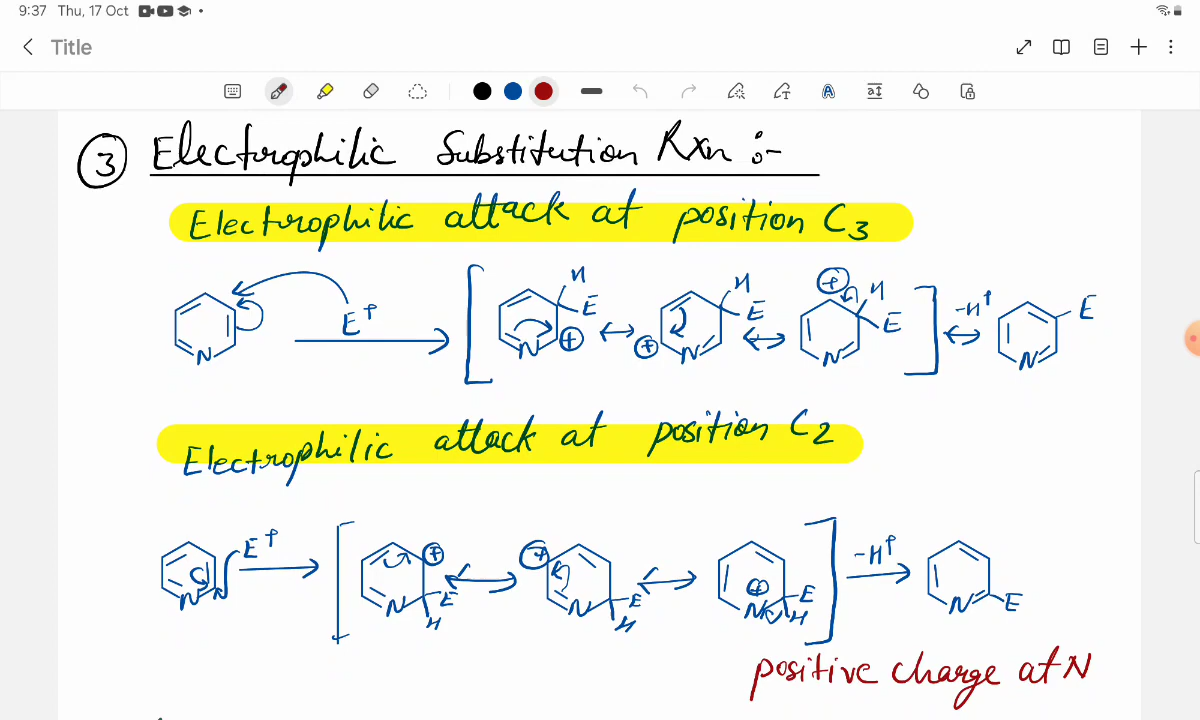 9:37 Thu, 17 Oct
Title
3 Electrophilic Substitution Rxn :-
Electrophilic attack at position C3
N E+ H E + N + H E N + H E N -H+ E N
Electrophilic attack at position C2
N E+ + N E H + N E H + N E H -H+ N E
positive charge at N